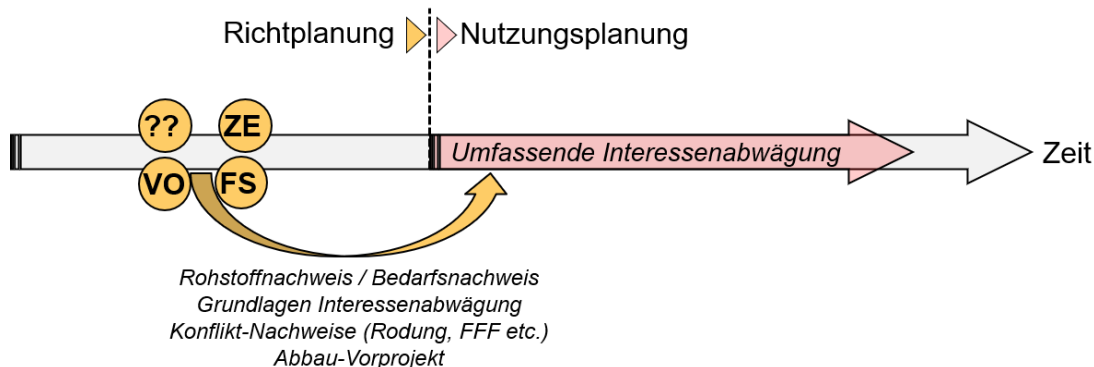 Richtplanung Nutzungsplanung
?? ZE
Umfassende Interessenabwägung
Zeit
VO FS
Rohstoffnachweis / Bedarfsnachweis
Grundlagen Interessenabwägung
Konflikt-Nachweise (Rodung, FFF etc.)
Abbau-Vorprojekt